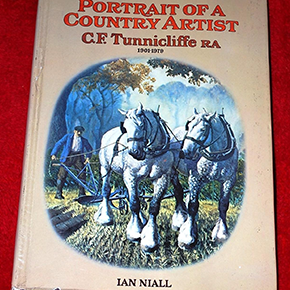 PORTRAIT OF A
COUNTRY ARTIST
C.F. TUNNICLIFFE RA
1901-1979
IAN NIALL